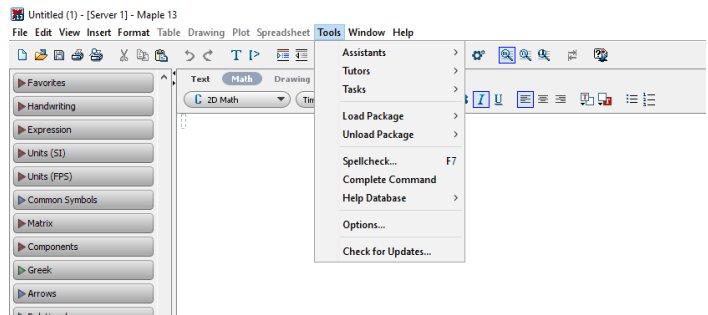 Untitled (1) - [Server 1] - Maple 13
File Edit View Insert Format Table Drawing Plot Spreadsheet Tools Window Help
Text Math Drawing
C 2D Math
I U
Favorites
Handwriting
Expression
Units (SI)
Units (FPS)
Common Symbols
Matrix
Components
Greek
Arrows
Assistants
Tutors
Tasks
Load Package
Unload Package
Spellcheck... F7
Complete Command
Help Database
Options...
Check for Updates...